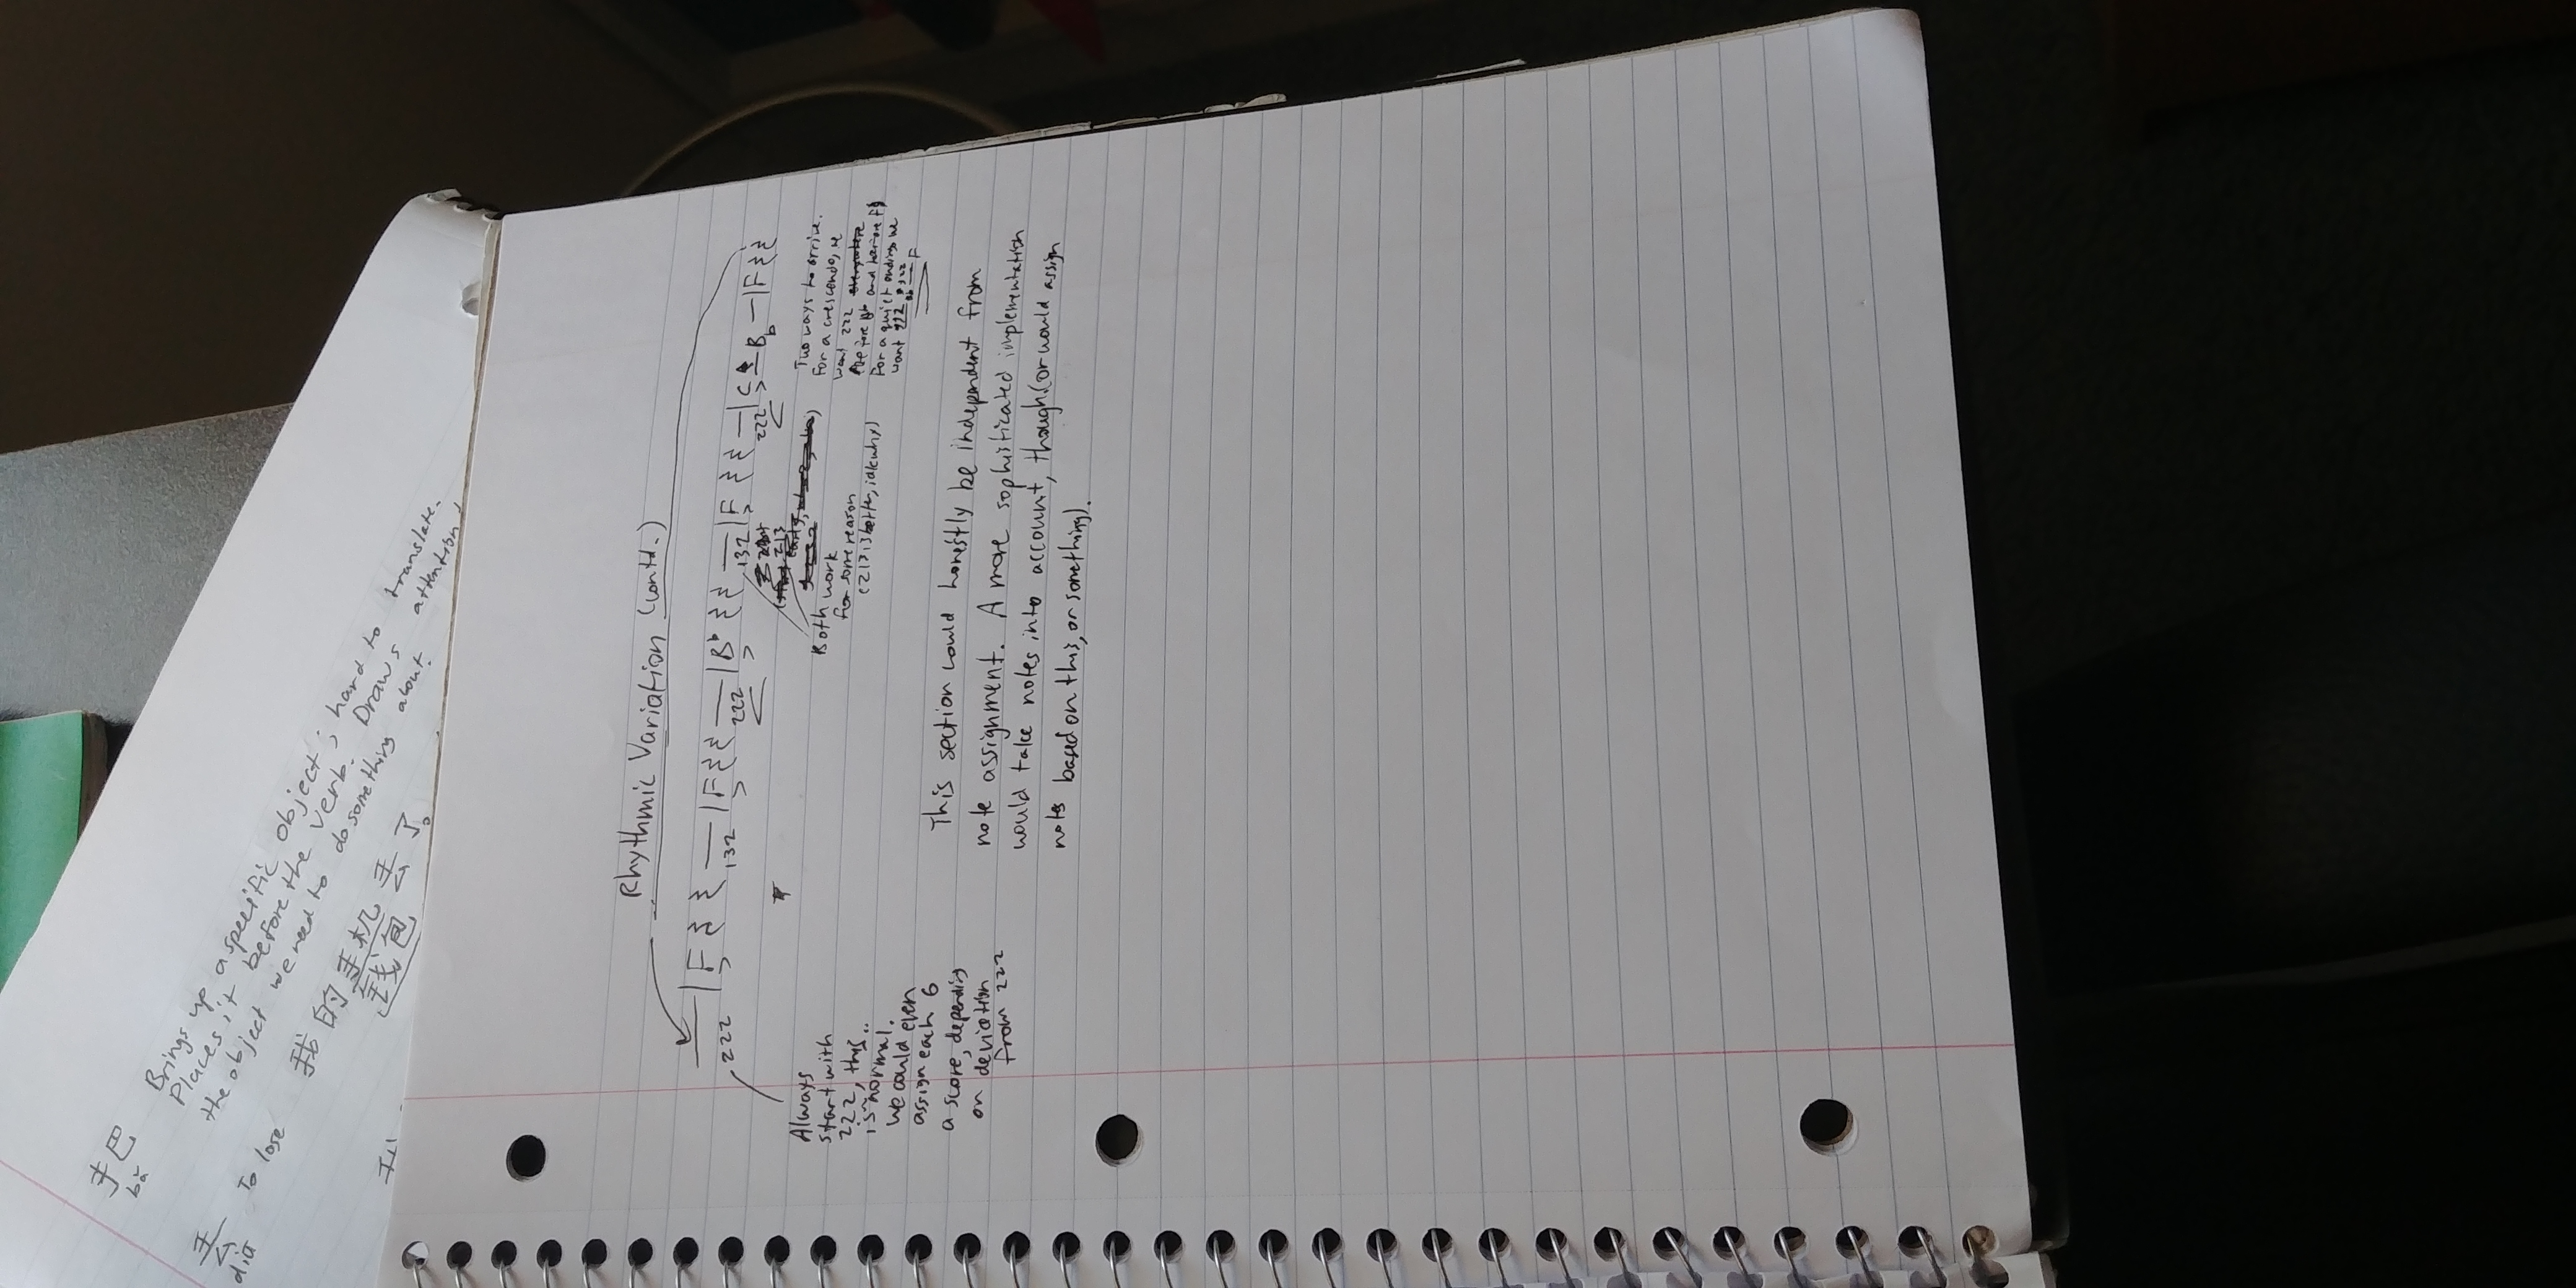 把 Brings up a specific object; hard to translate.
bǎ Places it before the verb. Draws attention
the object we need to do something about.
丢 To lose
diū
我的手机丢了。
钱包
我
Rhythmic Variation (contd.)
| F | F | B♭ | F | C B♭ | F
222 132 222 132 222
213
Always
start with
222, this
is normal.
we could even
assign each 6
a score, depending
on deviation
from 222
Both work
for some reason
(213 is better, idk why)
Two ways to arrive.
For a crescendo, we
want 222
before and before F
For a quiet ending we
want
F
This section could honestly be independent from
note assignment. A more sophisticated implementation
would take notes into account, though (or would assign
notes based on this, or something).